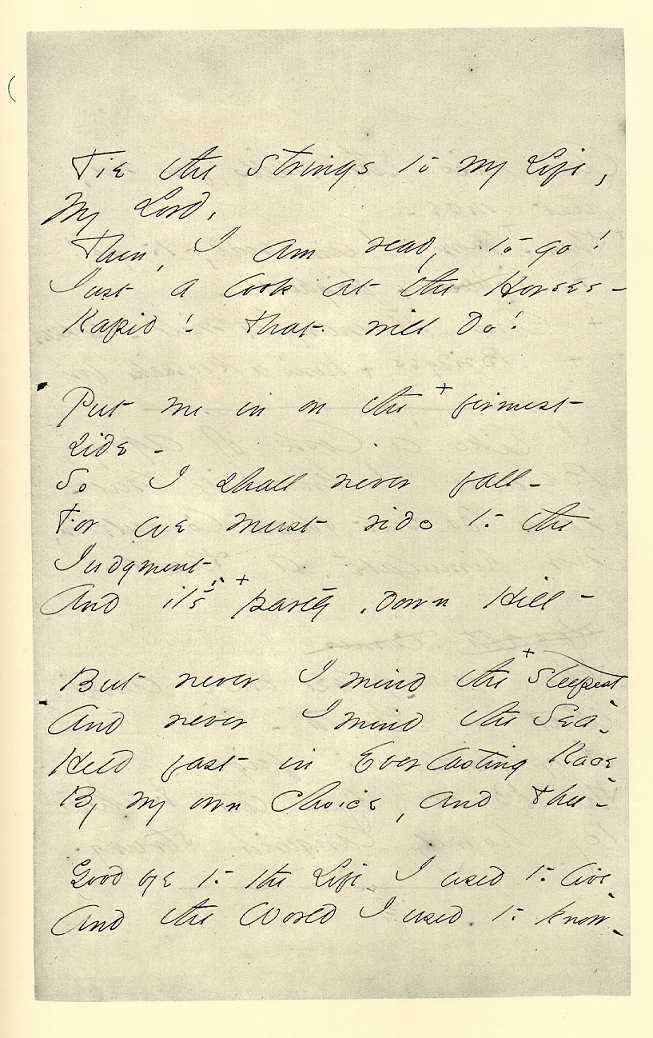 Tie the Strings to my Life,
My Lord,
Then, I am ready to go!
Just a look at the Horses -
Rapid! That will do!
Put me in on the + firmest
Side -
So I shall never fall -
For we must ride to the
Judgment -
And it's + partly, down Hill -
But never I mind the + steepest -
And never I mind the Sea -
Held fast in Everlasting Race -
By my own Choice, and Thee -
Good bye to the Life I used to live -
And the World I used to know -